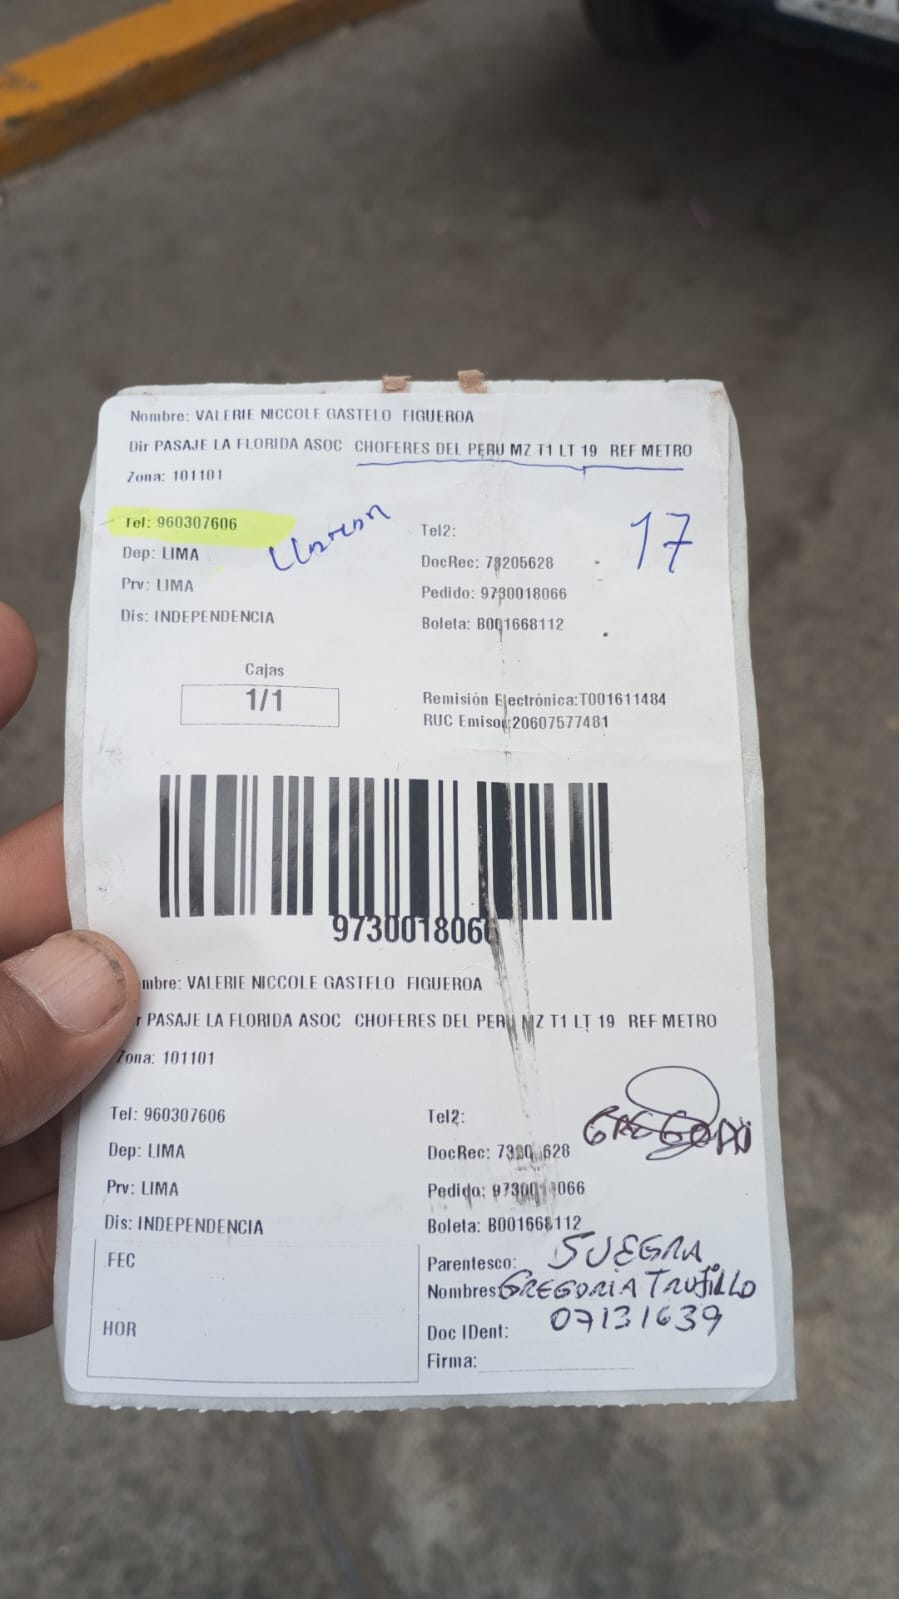 Nombre: VALERIE NICCOLE GASTELO FIGUEROA
Dir PASAJE LA FLORIDA ASOC CHOFERES DEL PERU MZ T1 LT 19 REF METRO
Zona: 101101
Tel: 960307606
Tel2:
17
Dep: LIMA
DocRec: 73205628
Prv: LIMA
Pedido: 9730018066
Dis: INDEPENDENCIA
Boleta: B001668112
Cajas
1/1
Remisión Electrónica:T001611484
RUC Emisor:20607577481
9730018066
mbre: VALERIE NICCOLE GASTELO FIGUEROA
r PASAJE LA FLORIDA ASOC CHOFERES DEL PERU MZ T1 LT 19 REF METRO
Zona: 101101
Tel: 960307606
Tel2:
Dep: LIMA
DocRec:
Prv: LIMA
Pedido: 9730018066
Dis: INDEPENDENCIA
Boleta: B001668112
FEC
Parentesco: SUEGRA
Nombres: GREGORIA TRUJILLO
HOR
Doc IDent: 07131639
Firma: